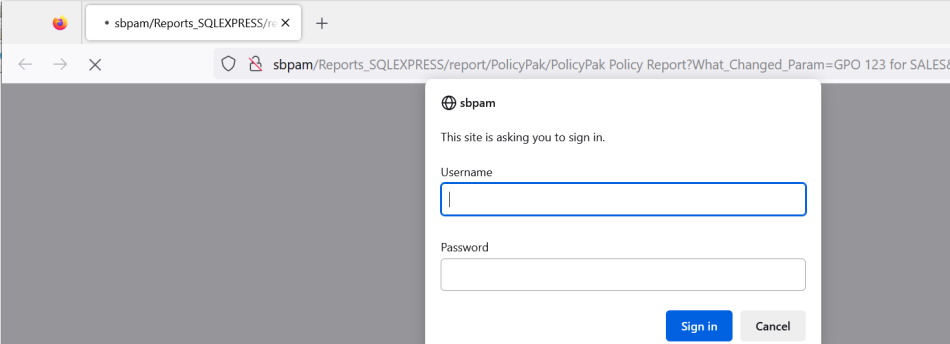 sbpam/Reports_SQLEXPRESS/re
sbpam/Reports_SQLEXPRESS/report/PolicyPak/PolicyPak Policy Report?What_Changed_Param=GPO 123 for SALES&
sbpam
This site is asking you to sign in.
Username
Password
Sign in
Cancel